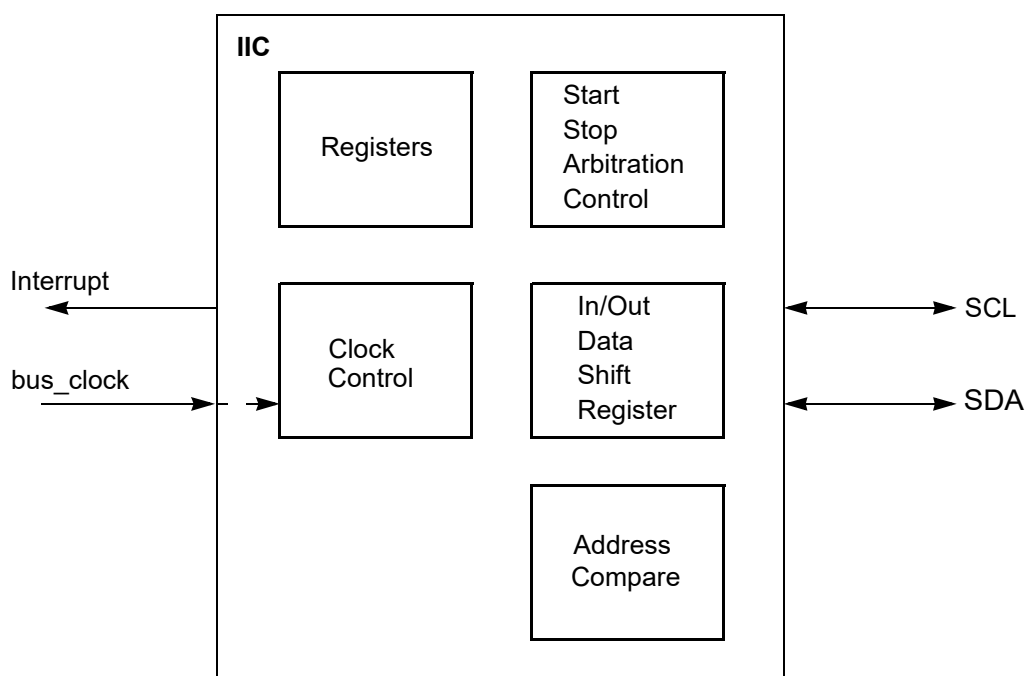 IIC
Registers
Start
Stop
Arbitration
Control
Interrupt
bus_clock
Clock
Control
In/Out
Data
Shift
Register
SCL
SDA
Address
Compare